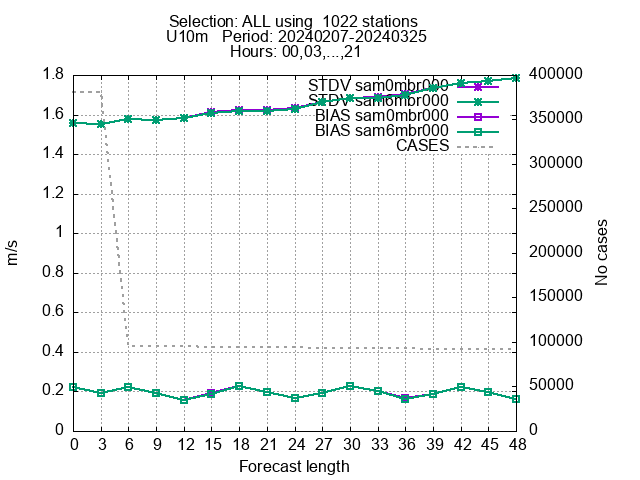 Selection: ALL using  1022 stations
U10m   Period: 20240207-20240325
Hours: 00,03,...,21
STDV sam0mbr000
STDV sam6mbr000
BIAS sam0mbr000
BIAS sam6mbr000
CASES
m/s
1.8
1.6
1.4
1.2
1
0.8
0.6
0.4
0.2
0
400000
350000
300000
250000
200000
150000
100000
50000
0
No cases
0 3 6 9 12 15 18 21 24 27 30 33 36 39 42 45 48
Forecast length